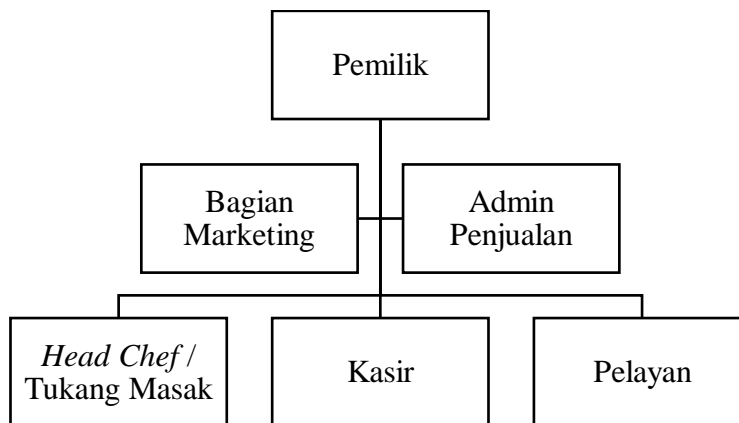 Pemilik
Bagian
Marketing
Admin
Penjualan
Head Chef /
Tukang Masak
Kasir
Pelayan